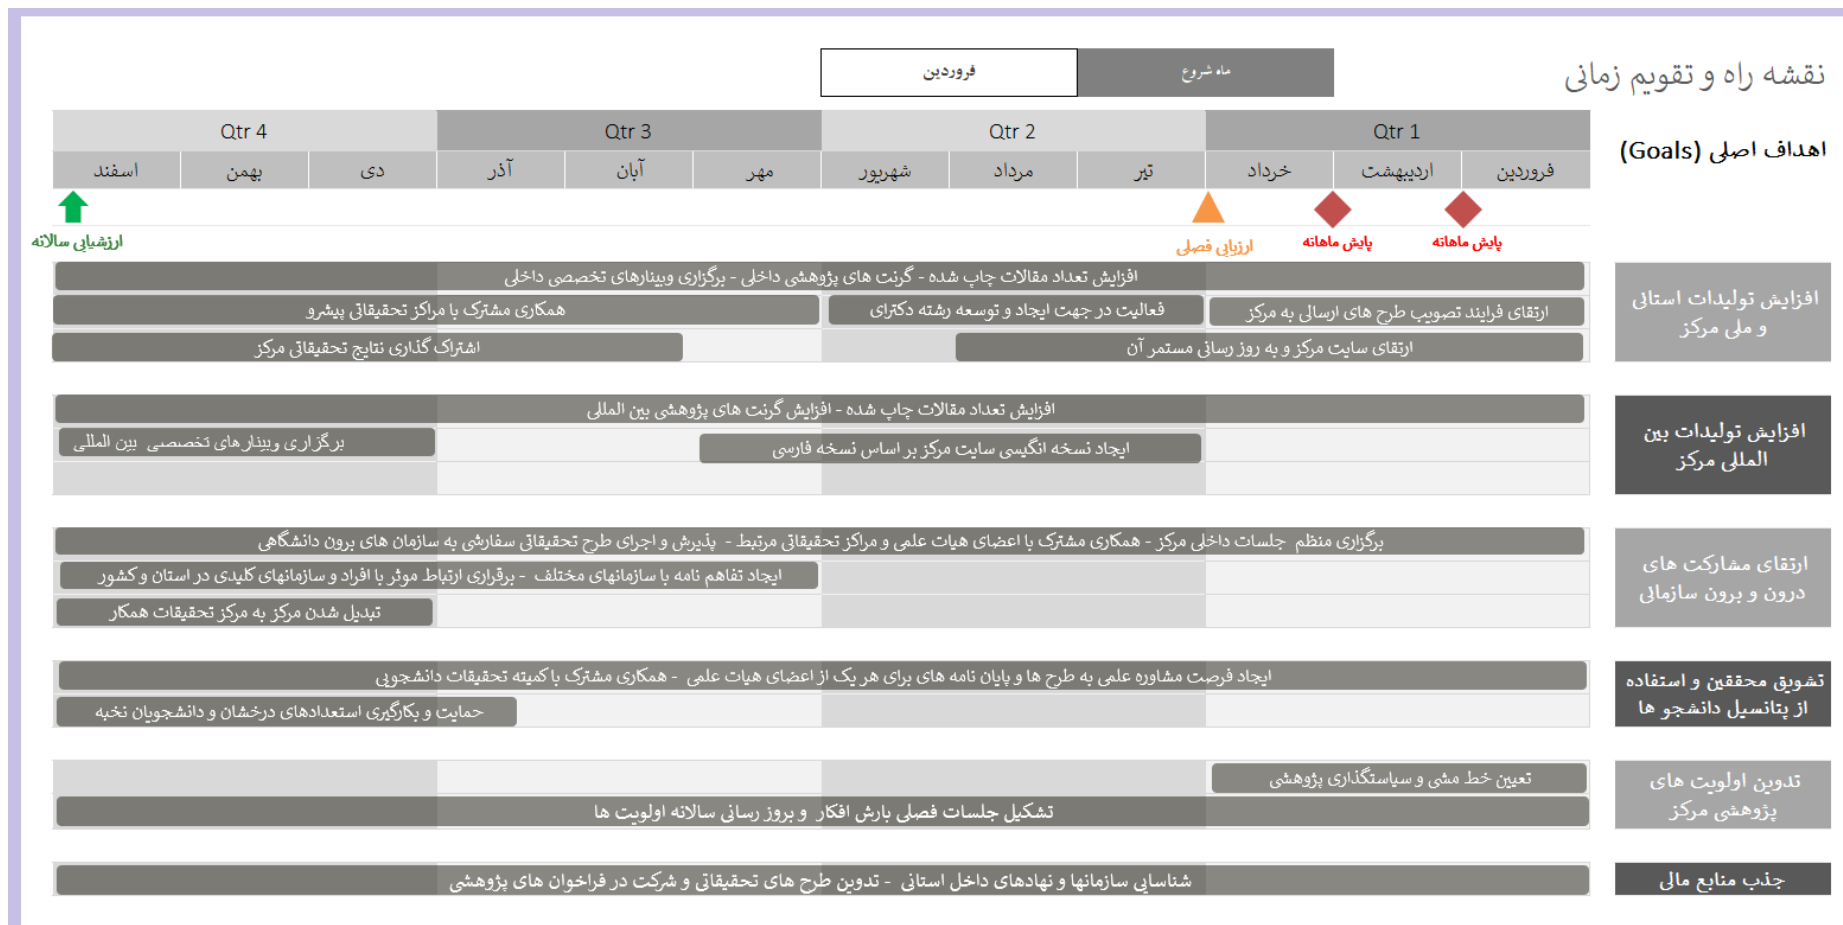 نقشه راه و تقویم زمانی
ماه شروع
فروردین
اهداف اصلی (Goals)
Qtr 1
Qtr 2
Qtr 3
Qtr 4
فروردین
اردیبهشت
خرداد
تیر
مرداد
شهریور
مهر
آبان
آذر
دی
بهمن
اسفند
پایش ماهانه
پایش ماهانه
ارزیابی فصلی
ارزشیابی سالانه
افزایش تولیدات استانی
و ملی مرکز
افزایش تعداد مقالات چاپ شده - گرنت های پژوهشی داخلی - برگزاری وبینارهای تخصصی داخلی
ارتقای فرایند تصویب طرح های ارسالی به مرکز
فعالیت در جهت ایجاد و توسعه رشته دکترای
همکاری مشترک با مراکز تحقیقاتی پیشرو
ارتقای سایت مرکز و به روز رسانی مستمر آن
اشتراک گذاری نتایج تحقیقاتی مرکز
افزایش تولیدات بین
المللی مرکز
افزایش تعداد مقالات چاپ شده - افزایش گرنت های پژوهشی بین المللی
ایجاد نسخه انگیسی سایت مرکز بر اساس نسخه فارسی
برگزاری وبینارهای تخصصی بین المللی
ارتقای مشارکت های
درون و برون سازمانی
برگزاری منظم جلسات داخلی مرکز - همکاری مشترک با اعضای هیات علمی و مراکز تحقیقاتی مرتبط - پذیرش و اجرای طرح تحقیقاتی سفارشی به سازمان های برون دانشگاهی
ایجاد تفاهم نامه با سازمانهای مختلف - برقراری ارتباط موثر با افراد و سازمانهای کلیدی در استان و کشور
تبدیل شدن مرکز به مرکز تحقیقات همکار
تشویق محققین و استفاده
از پتانسیل دانشجو ها
ایجاد فرصت مشاوره علمی به طرح ها و پایان نامه های برای هر یک از اعضای هیات علمی - همکاری مشترک با کمیته تحقیقات دانشجویی
حمایت و بکارگیری استعدادهای درخشان و دانشجویان نخبه
تدوین اولویت های
پژوهشی مرکز
تعیین خط مشی و سیاستگذاری پژوهشی
تشکیل جلسات فصلی بارش افکار و بروز رسانی سالانه اولویت ها
جذب منابع مالی
شناسایی سازمانها و نهادهای داخل استانی - تدوین طرح های تحقیقاتی و شرکت در فراخوان های پژوهشی